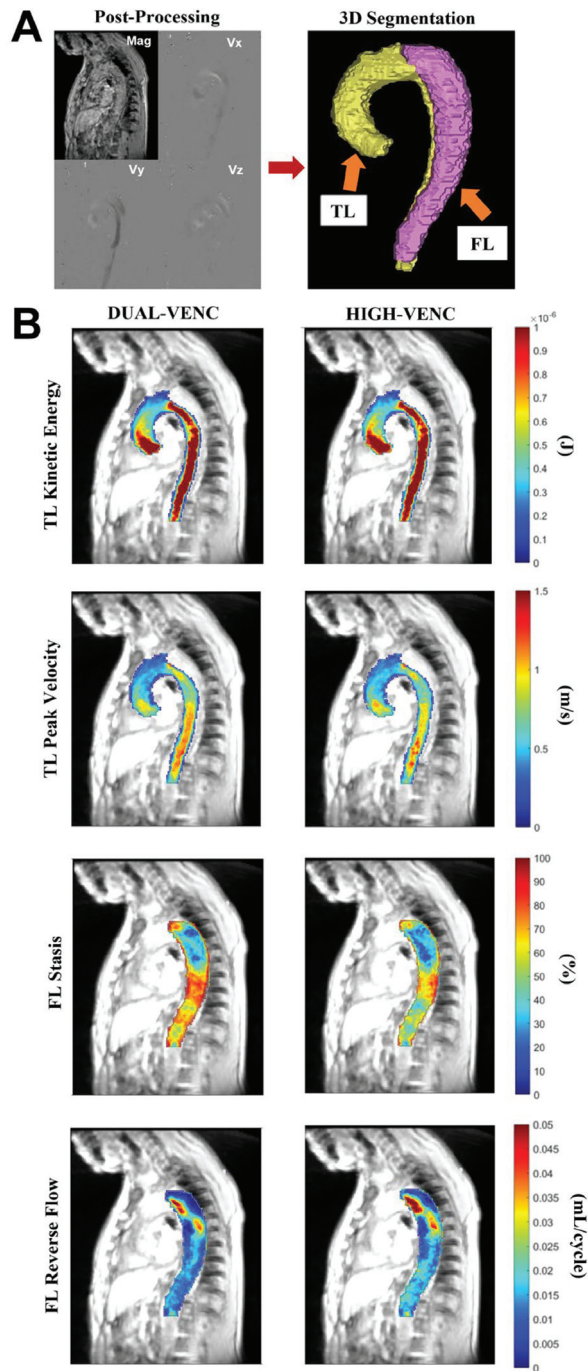 A
Post-Processing
3D Segmentation
Mag
Vx
Vy
Vz
TL
FL
B
DUAL-VENC
HIGH-VENC
TL Kinetic Energy
×10⁻⁶
1
0.9
0.8
0.7
0.6
0.5
0.4
0.3
0.2
0.1
0
(J)
TL Peak Velocity
1.5
1
0.5
0
(m/s)
FL Stasis
100
90
80
70
60
50
40
30
20
10
0
(%)
FL Reverse Flow
0.05
0.045
0.04
0.035
0.03
0.025
0.02
0.015
0.01
0.005
0
(mL/cycle)